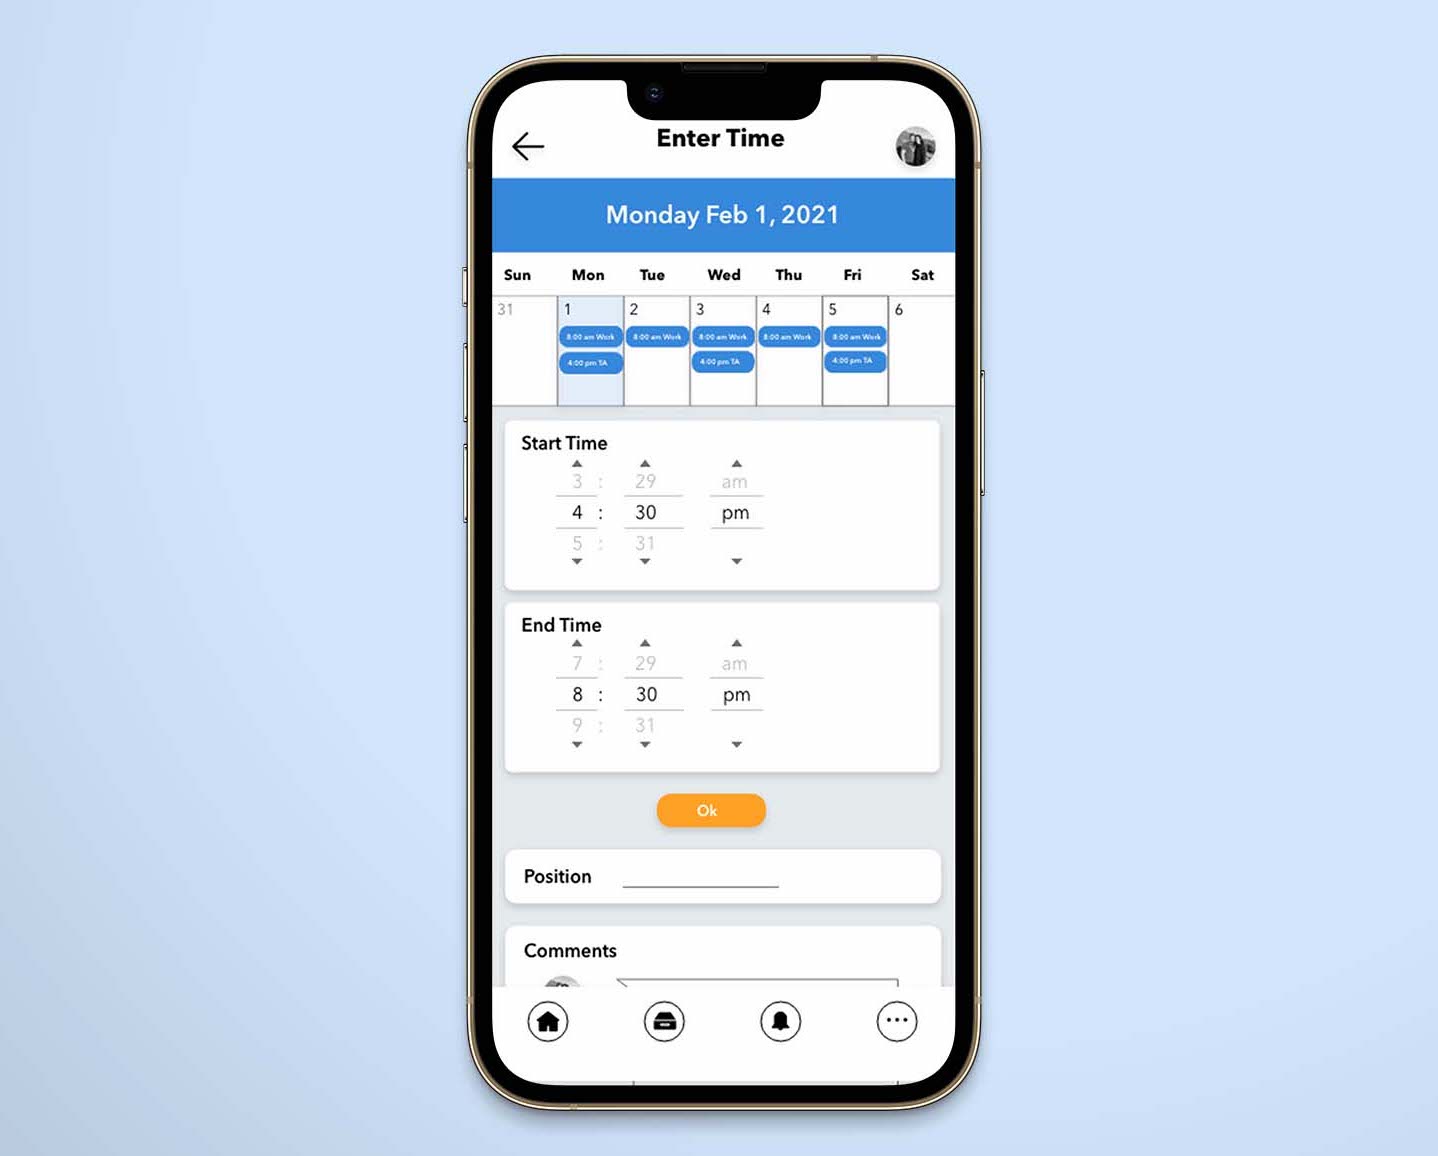 Enter Time
Monday Feb 1, 2021
Sun Mon Tue Wed Thu Fri Sat
31 1 2 3 4 5 6
8:00 am Work 8:00 am Work 8:00 am Work 8:00 am Work 8:00 am Work
4:00 pm TA 4:00 pm TA 4:00 pm TA
Start Time
3 : 29 am
4 : 30 pm
5 : 31
End Time
7 : 29 am
8 : 30 pm
9 : 31
Ok
Position
Comments